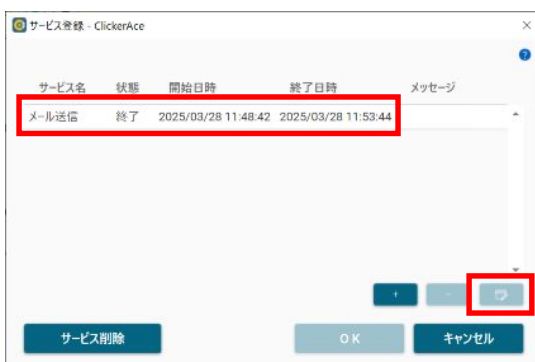 サービス登録 - ClickerAce
サービス名 状態 開始日時 終了日時 メッセージ
メール送信 終了 2025/03/28 11:48:42 2025/03/28 11:53:44
+ -
サービス削除 OK キャンセル